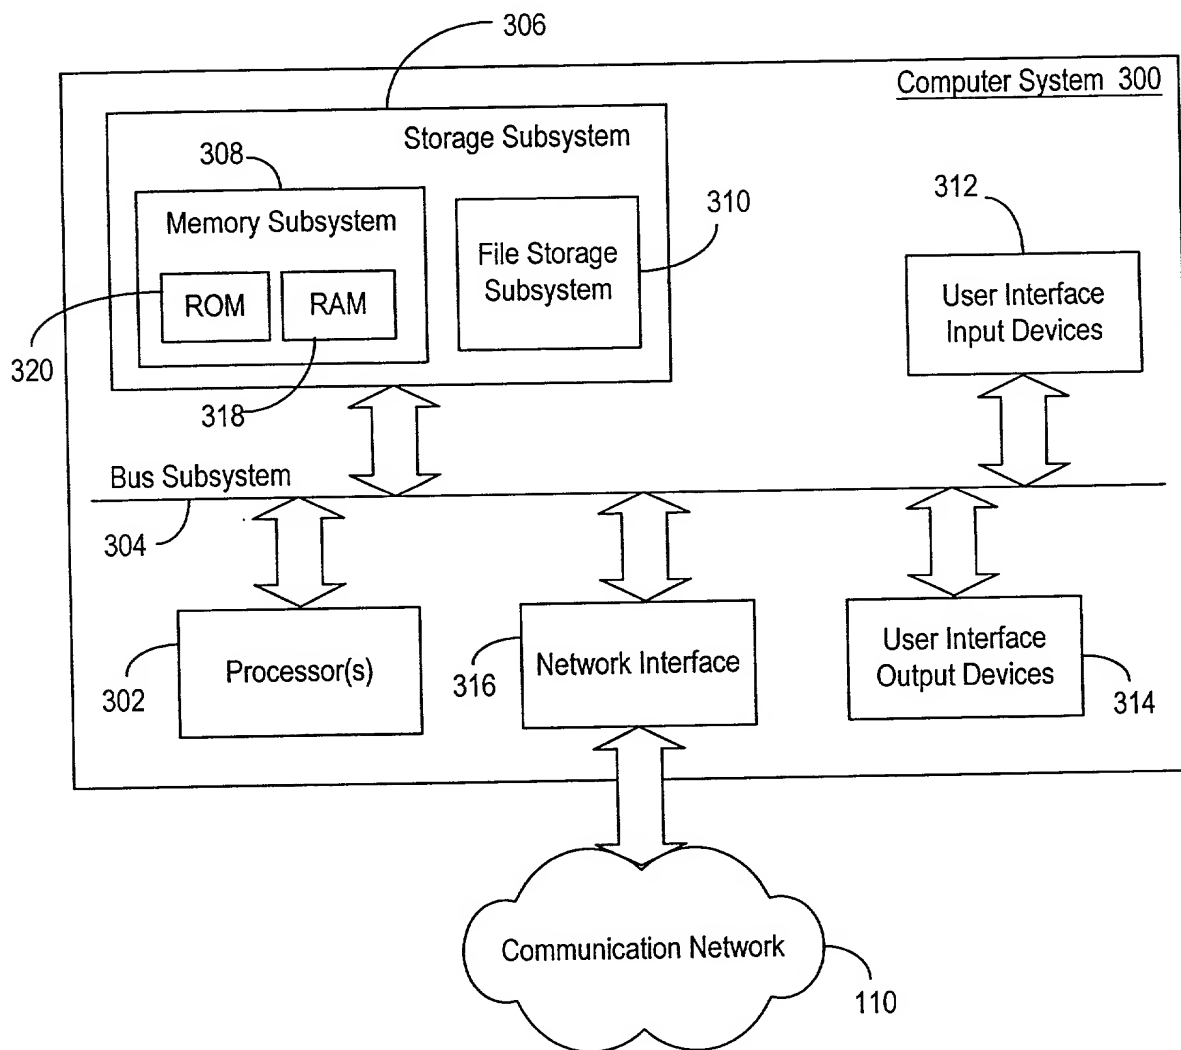 306
Computer System 300
Storage Subsystem
308
Memory Subsystem
310
312
File Storage
Subsystem
ROM
RAM
User Interface
Input Devices
320
318
Bus Subsystem
304
302
Processor(s)
316
Network Interface
User Interface
Output Devices
314
Communication Network
110